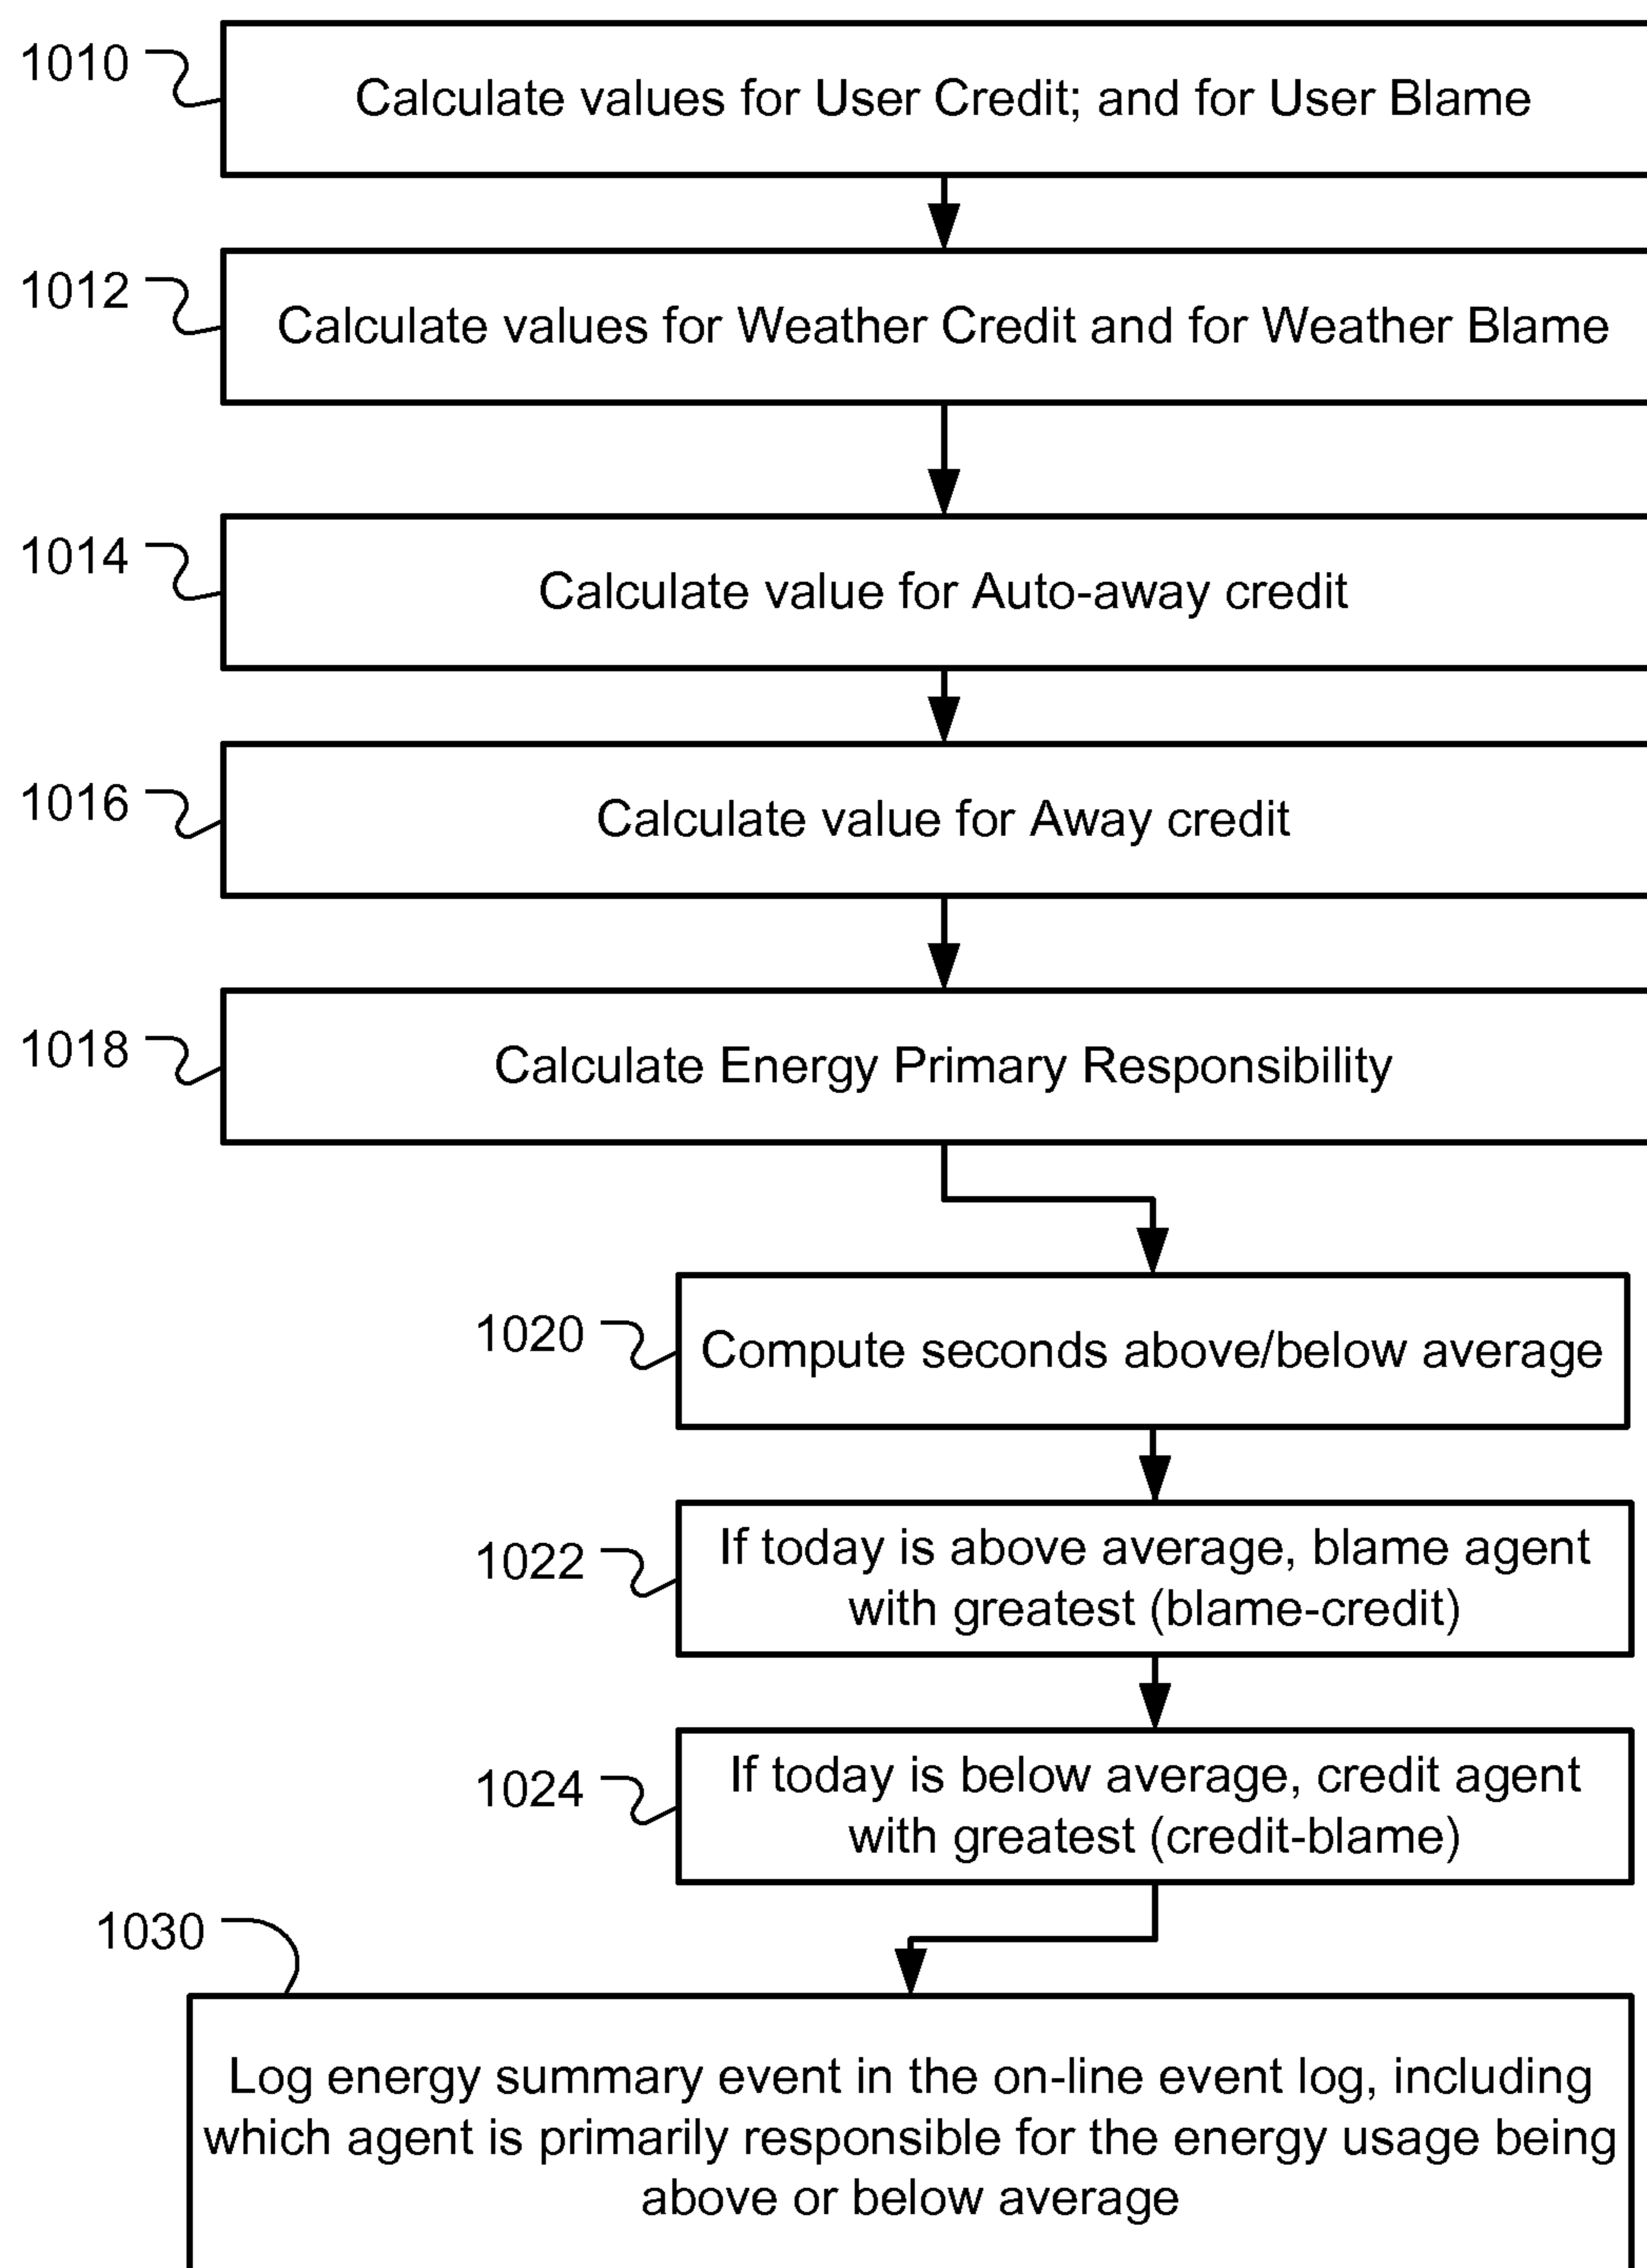 1010
Calculate values for User Credit; and for User Blame
1012
Calculate values for Weather Credit and for Weather Blame
1014
Calculate value for Auto-away credit
1016
Calculate value for Away credit
1018
Calculate Energy Primary Responsibility
1020
Compute seconds above/below average
1022
If today is above average, blame agent
with greatest (blame-credit)
1024
If today is below average, credit agent
with greatest (credit-blame)
1030
Log energy summary event in the on-line event log, including
which agent is primarily responsible for the energy usage being
above or below average